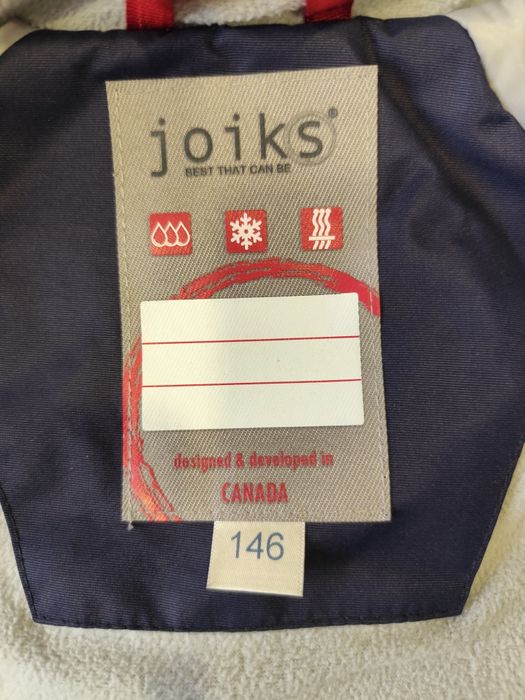 joiks®
BEST THAT CAN BE
designed & developed in
CANADA
146